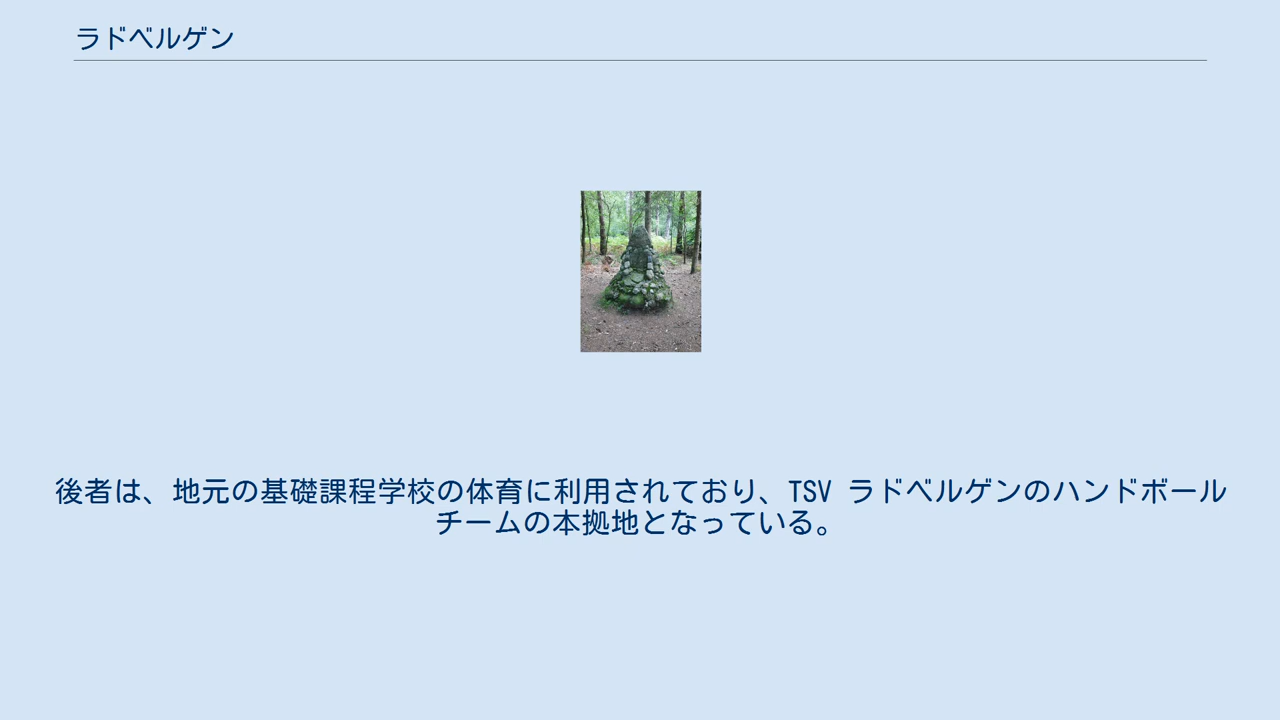 ラドベルゲン
後者は、地元の基礎課程学校の体育に利用されており、TSV ラドベルゲンのハンドボール
チームの本拠地となっている。